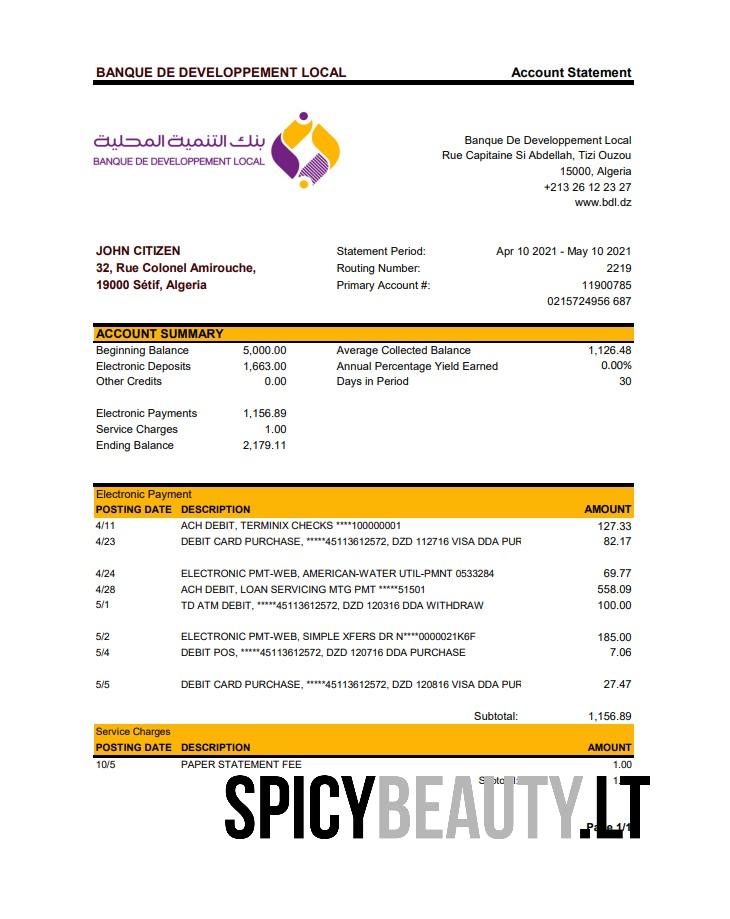 BANQUE DE DEVELOPPEMENT LOCAL Account Statement
بنك التنمية المحلية
BANQUE DE DEVELOPPEMENT LOCAL
Banque De Developpement Local
Rue Capitaine Si Abdellah, Tizi Ouzou
15000, Algeria
+213 26 12 23 27
www.bdl.dz
JOHN CITIZEN Statement Period: Apr 10 2021 - May 10 2021
32, Rue Colonel Amirouche, Routing Number: 2219
19000 Sétif, Algeria Primary Account #: 11900785
0215724956 687
ACCOUNT SUMMARY
Beginning Balance 5,000.00 Average Collected Balance 1,126.48
Electronic Deposits 1,663.00 Annual Percentage Yield Earned 0.00%
Other Credits 0.00 Days in Period 30
Electronic Payments 1,156.89
Service Charges 1.00
Ending Balance 2,179.11
Electronic Payment
POSTING DATE DESCRIPTION AMOUNT
4/11 ACH DEBIT, TERMINIX CHECKS ****100000001 127.33
4/23 DEBIT CARD PURCHASE, *****45113612572, DZD 112716 VISA DDA PUR 82.17
4/24 ELECTRONIC PMT-WEB, AMERICAN-WATER UTIL-PMNT 0533284 69.77
4/28 ACH DEBIT, LOAN SERVICING MTG PMT *****51501 558.09
5/1 TD ATM DEBIT, *****45113612572, DZD 120316 DDA WITHDRAW 100.00
5/2 ELECTRONIC PMT-WEB, SIMPLE XFERS DR N****0000021K6F 185.00
5/4 DEBIT POS, *****45113612572, DZD 120716 DDA PURCHASE 7.06
5/5 DEBIT CARD PURCHASE, *****45113612572, DZD 120816 VISA DDA PUR 27.47
Subtotal: 1,156.89
Service Charges
POSTING DATE DESCRIPTION AMOUNT
10/5 PAPER STATEMENT FEE 1.00
Subtotal:
SPICYBEAUTY.LT
Page 1/1